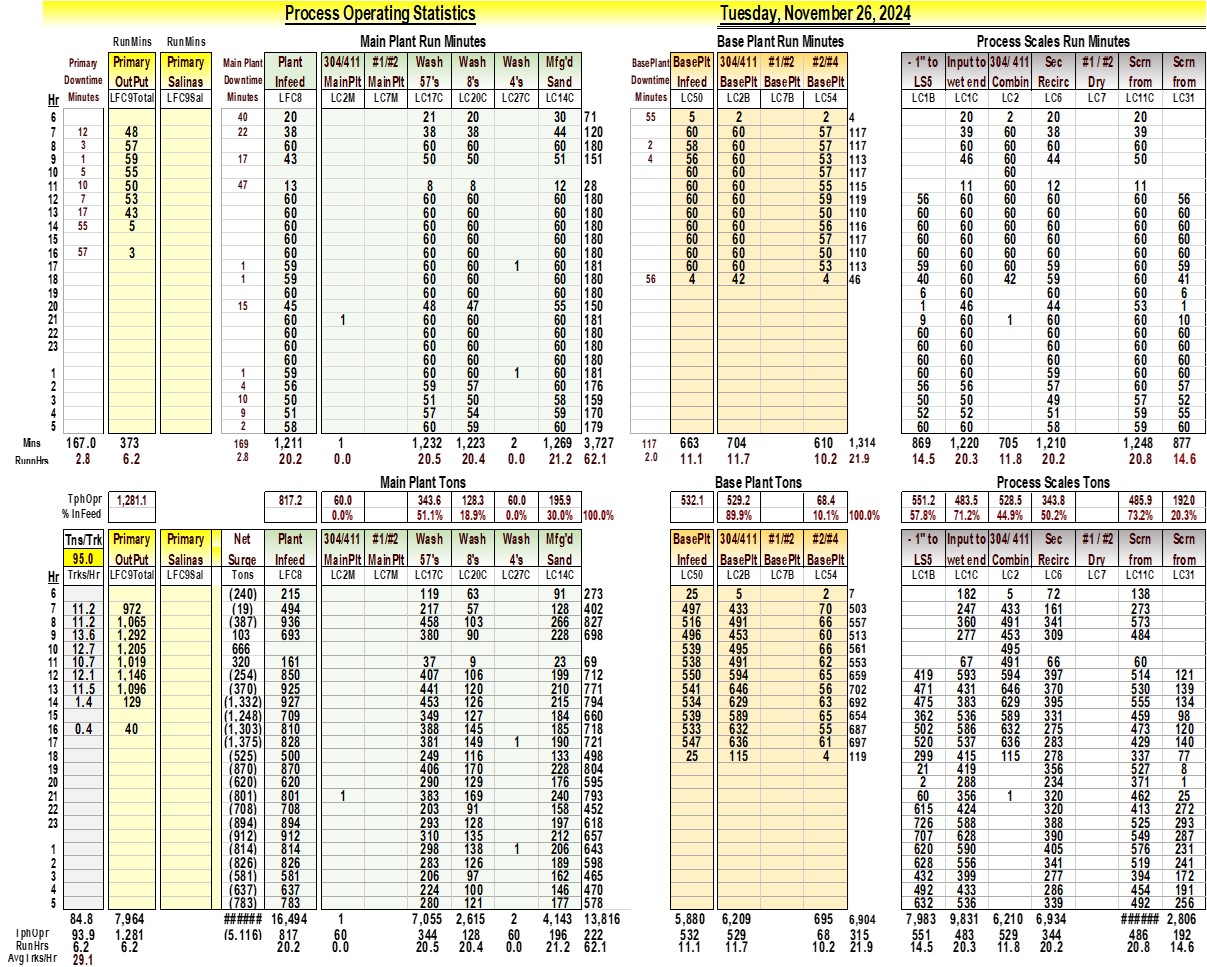 Process Operating Statistics Tuesday, November 26, 2024
RunMins RunMins Main Plant Run Minutes Base Plant Run Minutes Process Scales Run Minutes
Primary Primary Primary Main Plant Plant 304/411 #1/#2 Wash Wash Wash Mfg'd BasePlant BasePlt 304/411 #1/#2 #2/#4 - 1" to Input to 304/ 411 Sec #1 / #2 Scrn Scrn
Downtime OutPut Salinas Downtime Infeed MainPlt MainPlt 57's 8's 4's Sand Downtime Infeed BasePlt BasePlt BasePlt LS5 wet end Combin Recirc Dry from from
Hr Minutes LFC9Total LFC9Sal Minutes LFC8 LC2M LC7M LC17C LC20C LC27C LC14C Minutes LC50 LC2B LC7B LC54 LC1B LC1C LC2 LC6 LC7 LC11C LC31
6 40 20 21 20 30 71 55 5 2 2 4 20 2 20 20
7 12 48 22 38 38 38 44 120 60 60 57 117 39 60 38 39
8 3 57 60 60 60 60 180 2 58 60 57 117 60 60 60 60
9 1 59 17 43 50 50 51 151 4 56 60 53 113 46 60 44 50
10 5 55 60 60 57 117 60
11 10 50 47 13 8 8 12 28 60 60 55 115 11 60 12 11
12 7 53 60 60 60 60 180 60 60 59 119 56 60 60 60 60 56
13 17 43 60 60 60 60 180 60 60 50 110 60 60 60 60 60 60
14 55 5 60 60 60 60 180 60 60 56 116 60 60 60 60 60 60
15 60 60 60 60 180 60 60 57 117 60 60 60 60 60 60
16 57 3 60 60 60 60 180 60 60 50 110 60 60 60 60 60 60
17 1 59 60 60 1 60 181 60 60 53 113 59 60 60 59 60 59
18 1 59 60 60 60 180 56 4 42 4 46 40 60 42 59 60 41
19 60 60 60 60 180 6 60 60 60 6
20 15 45 48 47 55 150 1 46 44 53 1
21 60 1 60 60 60 181 9 60 1 60 60 10
22 60 60 60 60 180 60 60 60 60 60
23 60 60 60 60 180 60 60 60 60 60
60 60 60 60 180 60 60 60 60 60
1 1 59 60 60 1 60 181 60 60 60 60 60
2 4 56 59 57 60 176 56 56 57 60 57
3 10 50 51 50 58 159 50 50 49 57 52
4 9 51 57 54 59 170 52 52 51 59 55
5 2 58 60 59 60 179 60 60 58 59 60
Mins 167.0 373 169 1,211 1 1,232 1,223 2 1,269 3,727 117 663 704 610 1,314 869 1,220 705 1,210 1,248 877
RunnHrs 2.8 6.2 2.8 20.2 0.0 20.5 20.4 0.0 21.2 62.1 2.0 11.1 11.7 10.2 21.9 14.5 20.3 11.8 20.2 20.8 14.6
Main Plant Tons Base Plant Tons Process Scales Tons
TphOpr 1,281.1 817.2 60.0 343.6 128.3 60.0 195.9 532.1 529.2 68.4 551.2 483.5 528.5 343.8 485.9 192.0
% InFeed 0.0% 51.1% 18.9% 0.0% 30.0% 100.0% 89.9% 10.1% 100.0% 57.8% 71.2% 44.9% 50.2% 73.2% 20.3%
Tns/Trk Primary Primary Net Plant 304/411 #1/#2 Wash Wash Wash Mfg'd BasePlt 304/411 #1/#2 #2/#4 - 1" to Input to 304/ 411 Sec #1 / #2 Scrn Scrn
95.0 OutPut Salinas Surge Infeed MainPlt MainPlt 57's 8's 4's Sand Infeed BasePlt BasePlt BasePlt LS5 wet end Combin Recirc Dry from from
Hr Trks/Hr LFC9Total LFC9Sal Tons LFC8 LC2M LC7M LC17C LC20C LC27C LC14C LC50 LC2B LC7B LC54 LC1B LC1C LC2 LC6 LC7 LC11C LC31
6 (240) 215 119 63 91 273 25 5 2 7 182 5 72 138
7 11.2 972 (19) 494 217 57 128 402 497 433 70 503 247 433 161 273
8 11.2 1,065 (387) 936 458 103 266 827 516 491 66 557 360 491 341 573
9 13.6 1,292 103 693 380 90 228 698 496 453 60 513 277 453 309 484
10 12.7 1,205 666 539 495 66 561 495
11 10.7 1,019 320 161 37 9 23 69 538 491 62 553 67 491 66 60
12 12.1 1,146 (254) 850 407 106 199 712 550 594 65 659 419 593 594 397 514 121
13 11.5 1,096 (370) 925 441 120 210 771 541 646 56 702 471 431 646 370 530 139
14 1.4 129 (1,332) 927 453 126 215 794 534 629 63 692 475 383 629 395 555 134
15 (1,248) 709 349 127 184 660 539 589 65 654 362 536 589 331 459 98
16 0.4 40 (1,303) 810 388 145 185 718 533 632 55 687 502 586 632 275 473 120
17 (1,375) 828 381 149 1 190 721 547 636 61 697 520 537 636 283 429 140
18 (525) 500 249 116 133 498 25 115 4 119 299 415 115 278 337 77
19 (870) 870 406 170 228 804 21 419 356 527 8
20 (620) 620 290 129 176 595 2 288 234 371 1
21 (801) 801 1 383 169 240 793 60 356 1 320 462 25
22 (708) 708 203 91 158 452 615 424 320 413 272
23 (894) 894 293 128 197 618 726 588 388 525 293
(912) 912 310 135 212 657 707 628 390 549 287
1 (814) 814 298 138 1 206 643 620 590 405 576 231
2 (826) 826 283 126 189 598 628 556 341 519 241
3 (581) 581 206 97 162 465 432 399 277 394 172
4 (637) 637 224 100 146 470 492 433 286 454 191
5 (783) 783 280 121 177 578 632 536 339 492 256
84.8 7,964 ###### 16,494 1 7,055 2,615 2 4,143 13,816 5,880 6,209 695 6,904 7,983 9,831 6,210 6,934 ###### 2,806
TphOpr 93.9 1,281 (5,116) 817 60 344 128 60 196 222 532 529 68 315 551 483 529 344 486 192
RunHrs 6.2 6.2 20.2 0.0 20.5 20.4 0.0 21.2 62.1 11.1 11.7 10.2 21.9 14.5 20.3 11.8 20.2 20.8 14.6
AvgTrks/Hr 29.1